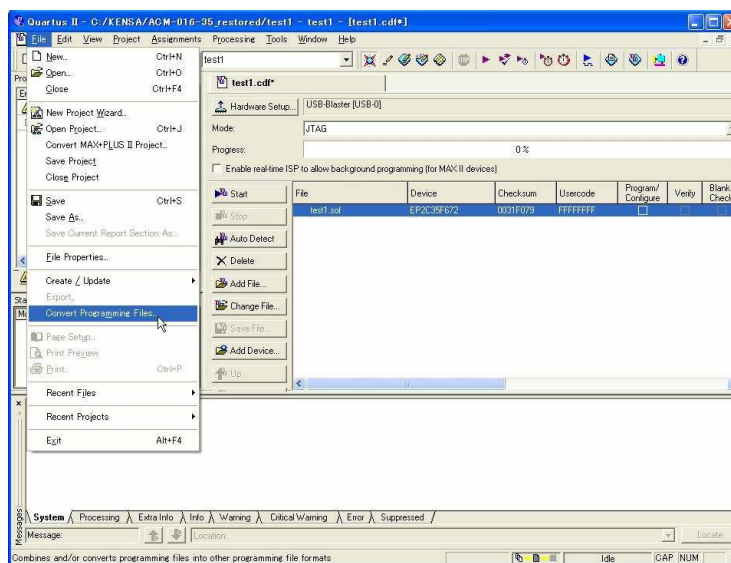 Quartus II - C:/KENSA/ACM-016-35_restored/test1 - test1 - [test1.cdf*]
File Edit View Project Assignments Processing Tools Window Help
New... Ctrl+N
Open... Ctrl+O
Close Ctrl+F4
New Project Wizard...
Open Project... Ctrl+J
Convert MAX+PLUS II Project...
Save Project
Close Project
Save Ctrl+S
Save As...
Save Current Report Section As...
File Properties...
Create / Update
Export...
Convert Programming Files...
Page Setup...
Print Preview
Print... Ctrl+P
Recent Files
Recent Projects
Exit Alt+F4
test1
test1.cdf*
Hardware Setup... USB-Blaster [USB-0]
Mode: JTAG
Progress: 0 %
Enable real-time ISP to allow background programming (for MAX II devices)
Start
Stop
Auto Detect
Delete
Add File...
Change File...
Save File...
Add Device...
Up
File Device Checksum Usercode Program/ Configure Verify Blank Check
test1.sof EP2C35F672 0031F079 FFFFFFFF
System Processing Extra Info Info Warning Critical Warning Error Suppressed
Messages
Message: Location: Locate
Combines and/or converts programming files into other programming file formats Idle CAP NUM